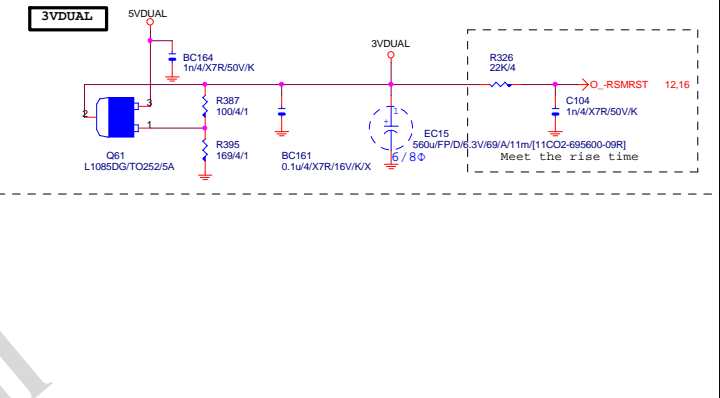 3VDUAL
5VDUAL
BC164
1n/4/X7R/50V/K
3VDUAL
R326
22K/4
O_-RSMRST 12,16
C104
1n/4/X7R/50V/K
2
3
1
R387
100/4/1
R395
169/4/1
Q61
L1085DG/TO252/5A
BC161
0.1u/4/X7R/16V/K/X
1
+
EC15
560u/FP/D/6.3V/69/A/11m/[11CO2-695600-09R]
6/8Φ
Meet the rise time